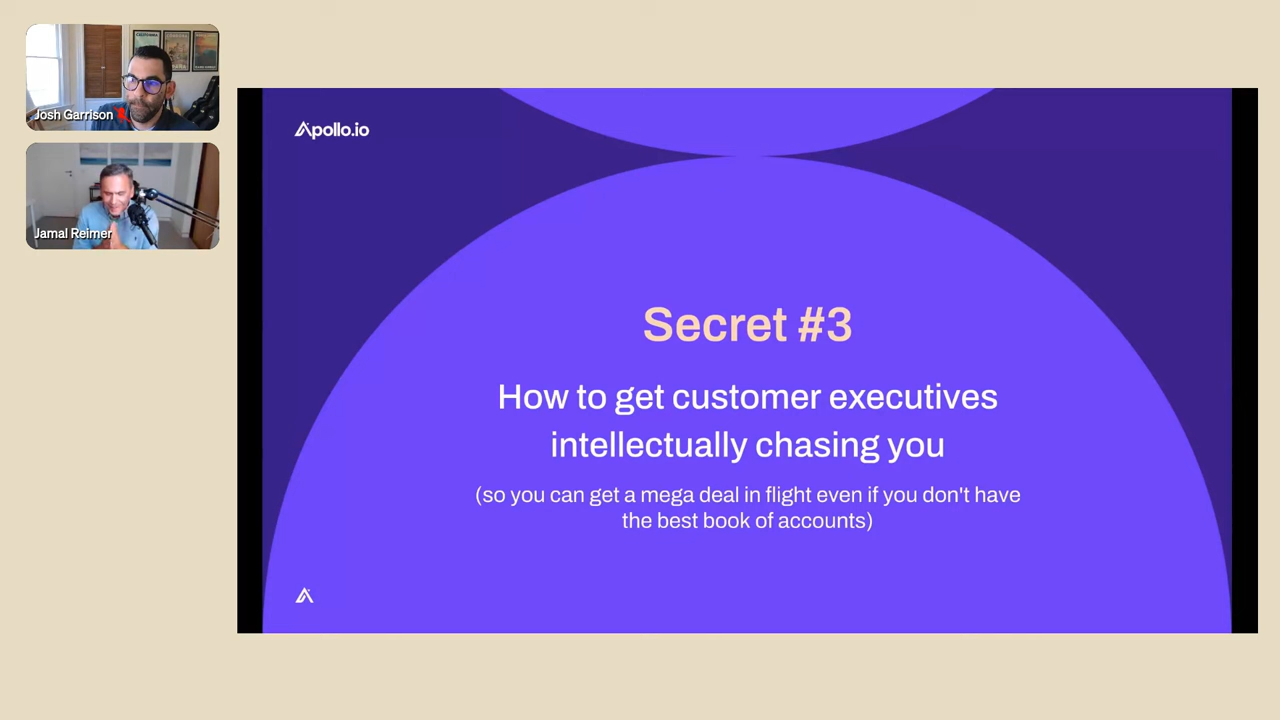 Josh Garrison
Jamal Reimer
Apollo.io
Secret #3
How to get customer executives
intellectually chasing you
(so you can get a mega deal in flight even if you don't have
the best book of accounts)